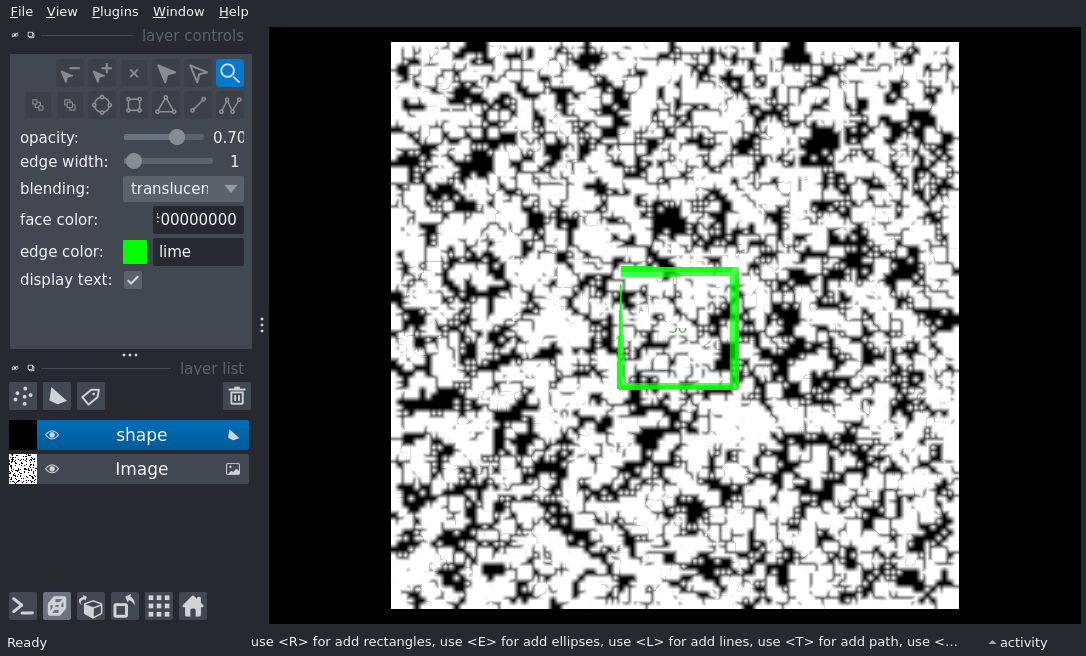 File View Plugins Window Help
layer controls
opacity: 0.70
edge width: 1
blending: translucen
face color: 00000000
edge color: lime
display text:
layer list
shape
Image
Ready
use <R> for add rectangles, use <E> for add ellipses, use <L> for add lines, use <T> for add path, use <...
activity